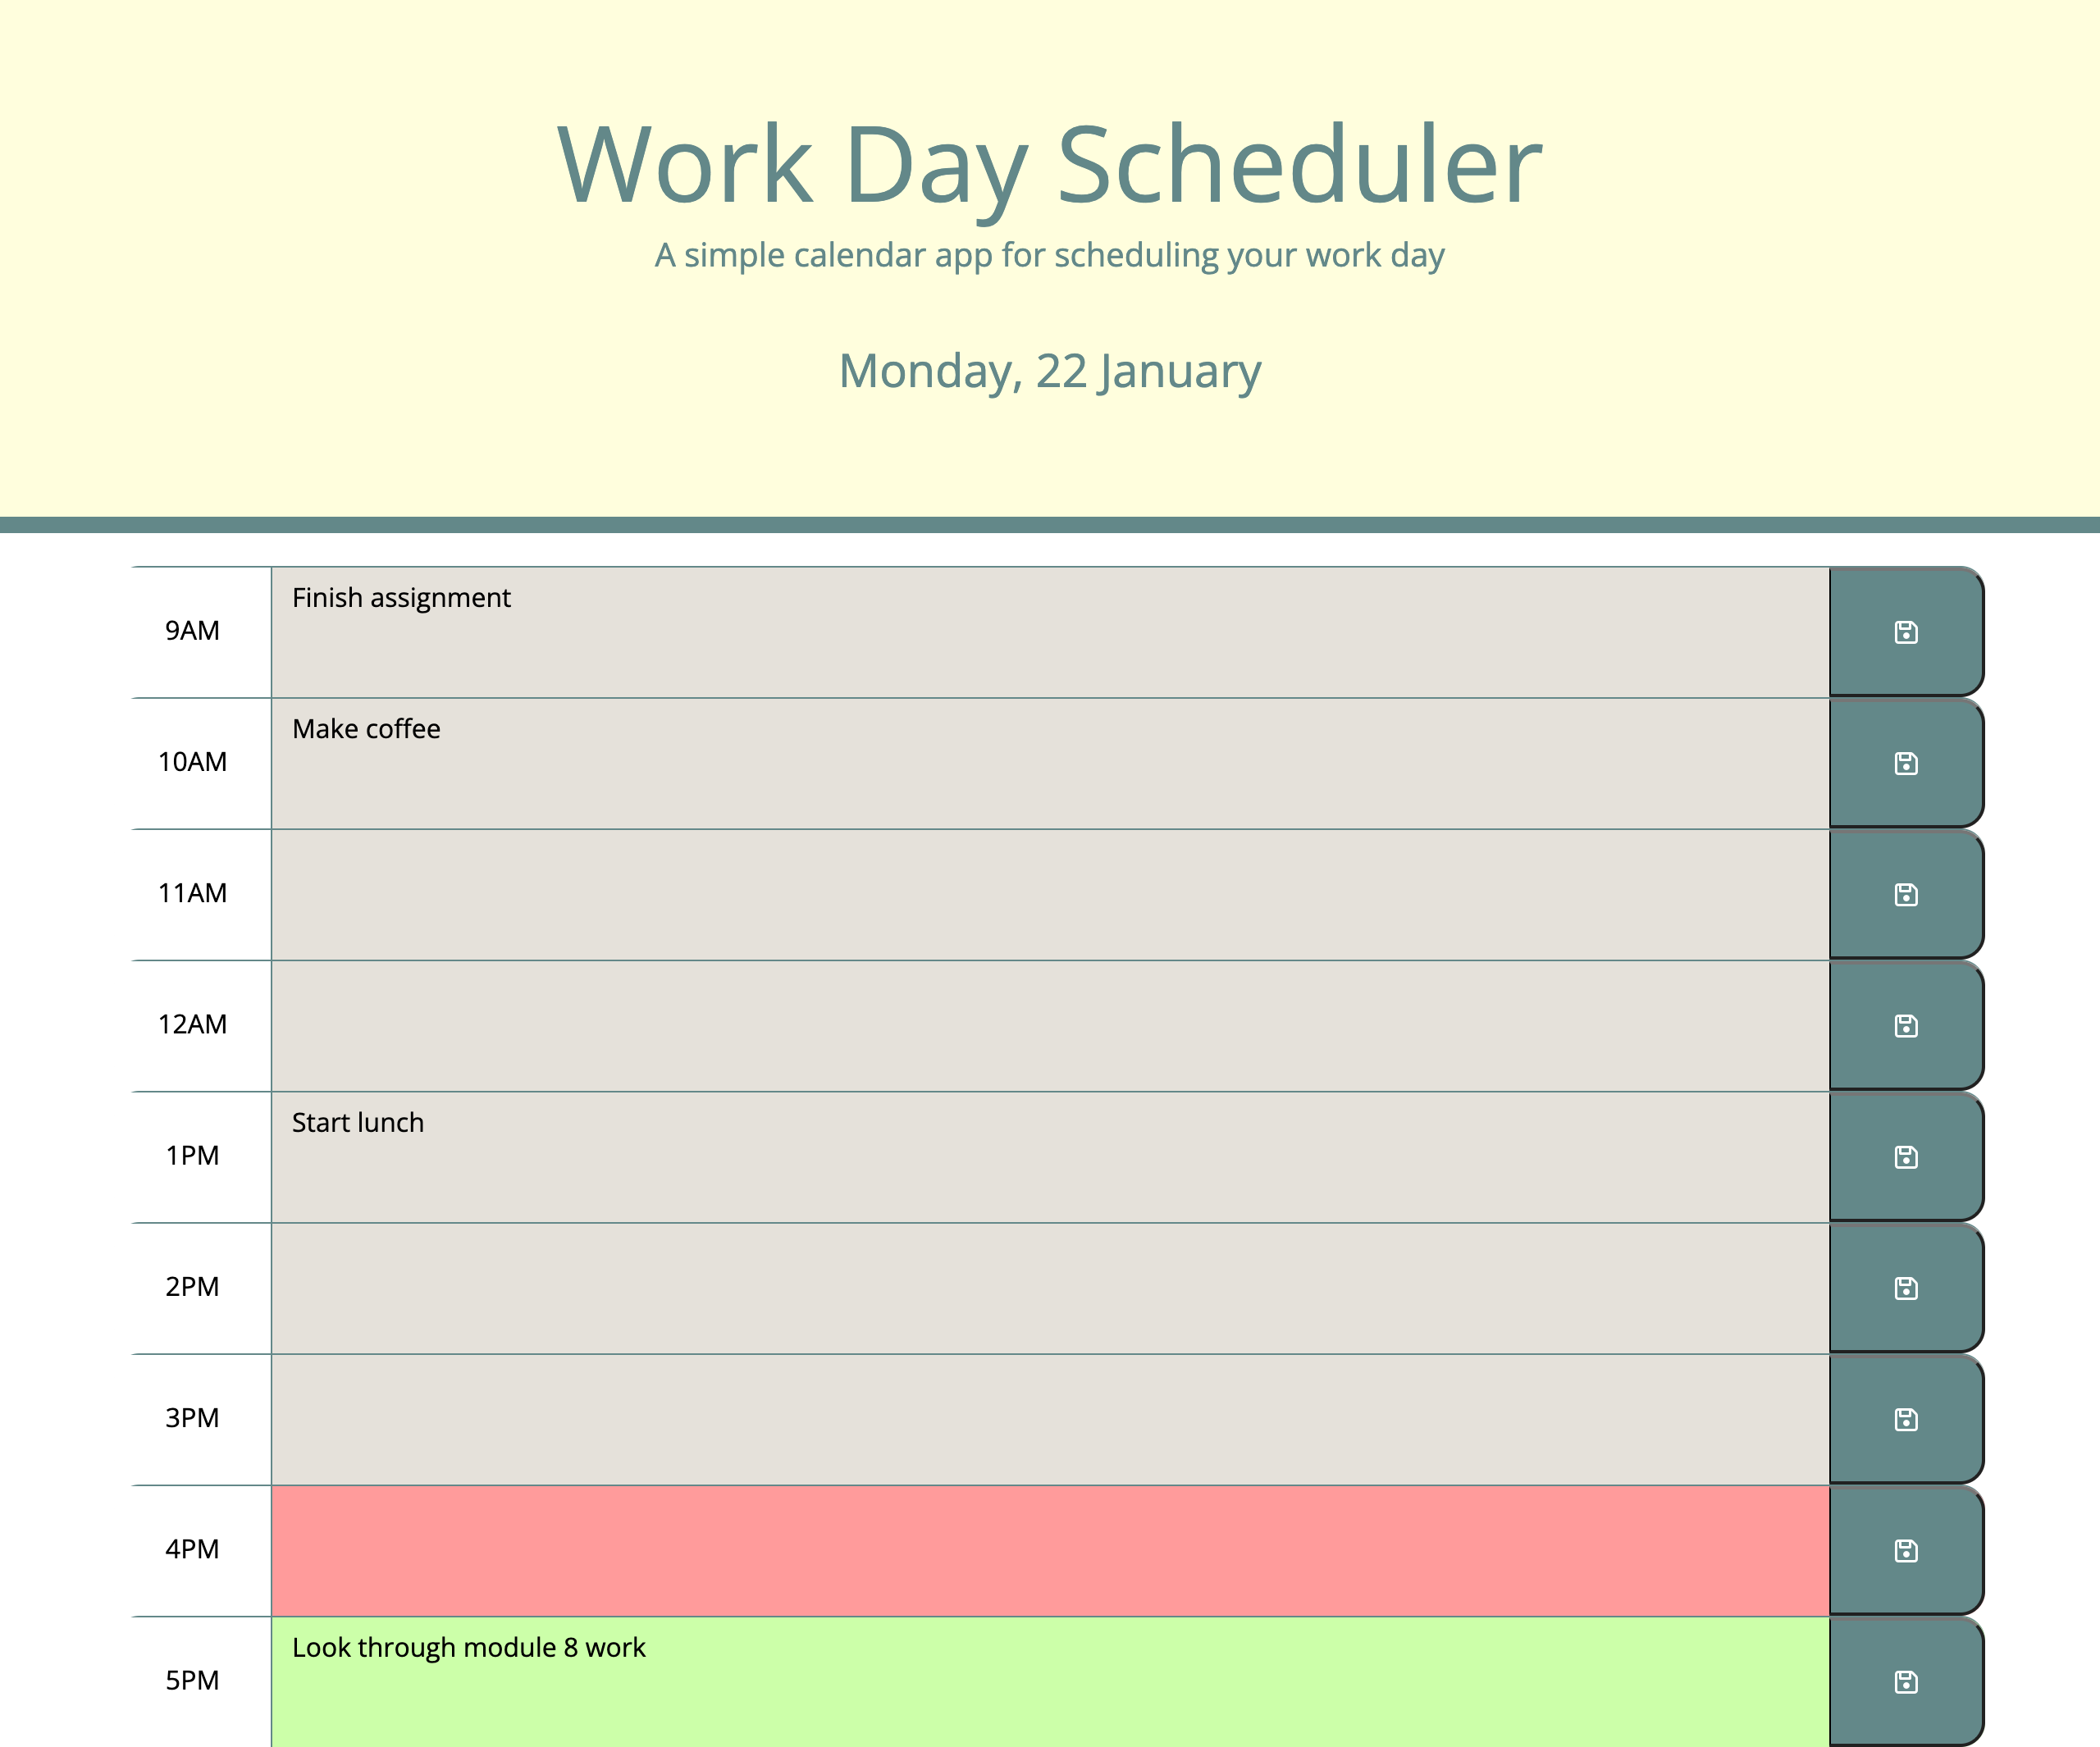 Work Day Scheduler
A simple calendar app for scheduling your work day
Monday, 22 January
9AM
Finish assignment
10AM
Make coffee
11AM
12AM
1PM
Start lunch
2PM
3PM
4PM
5PM
Look through module 8 work